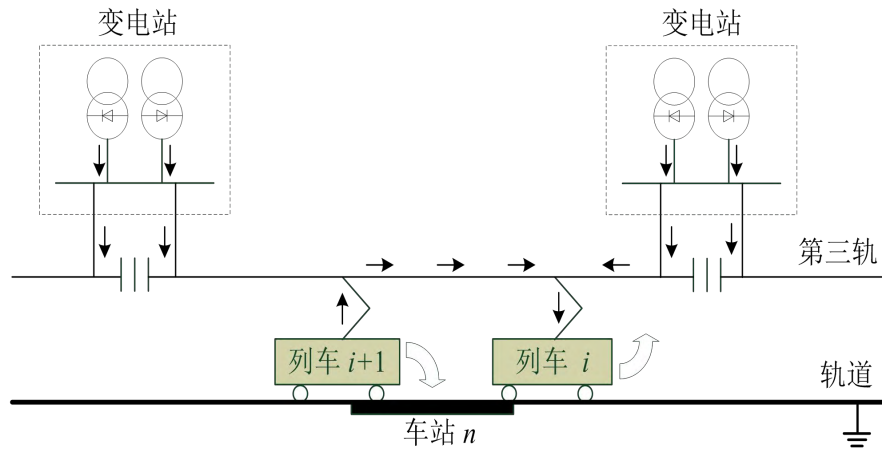 变电站
变电站
第三轨
列车 i+1
列车 i
轨道
车站 n